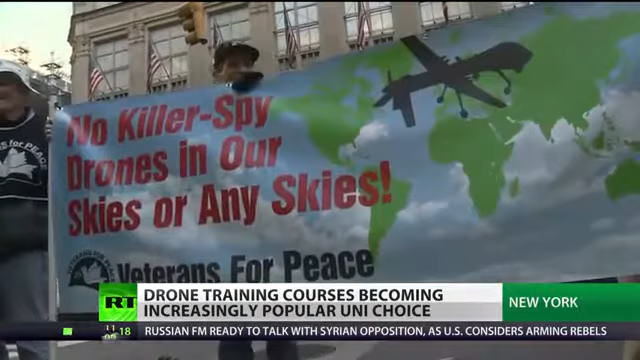 No Killer-Spy
Drones in Our
Skies or Any Skies!
Veterans For Peace
for PEACE
RT
DRONE TRAINING COURSES BECOMING
INCREASINGLY POPULAR UNI CHOICE
NEW YORK
11 18
RUSSIAN FM READY TO TALK WITH SYRIAN OPPOSITION, AS U.S. CONSIDERS ARMING REBELS